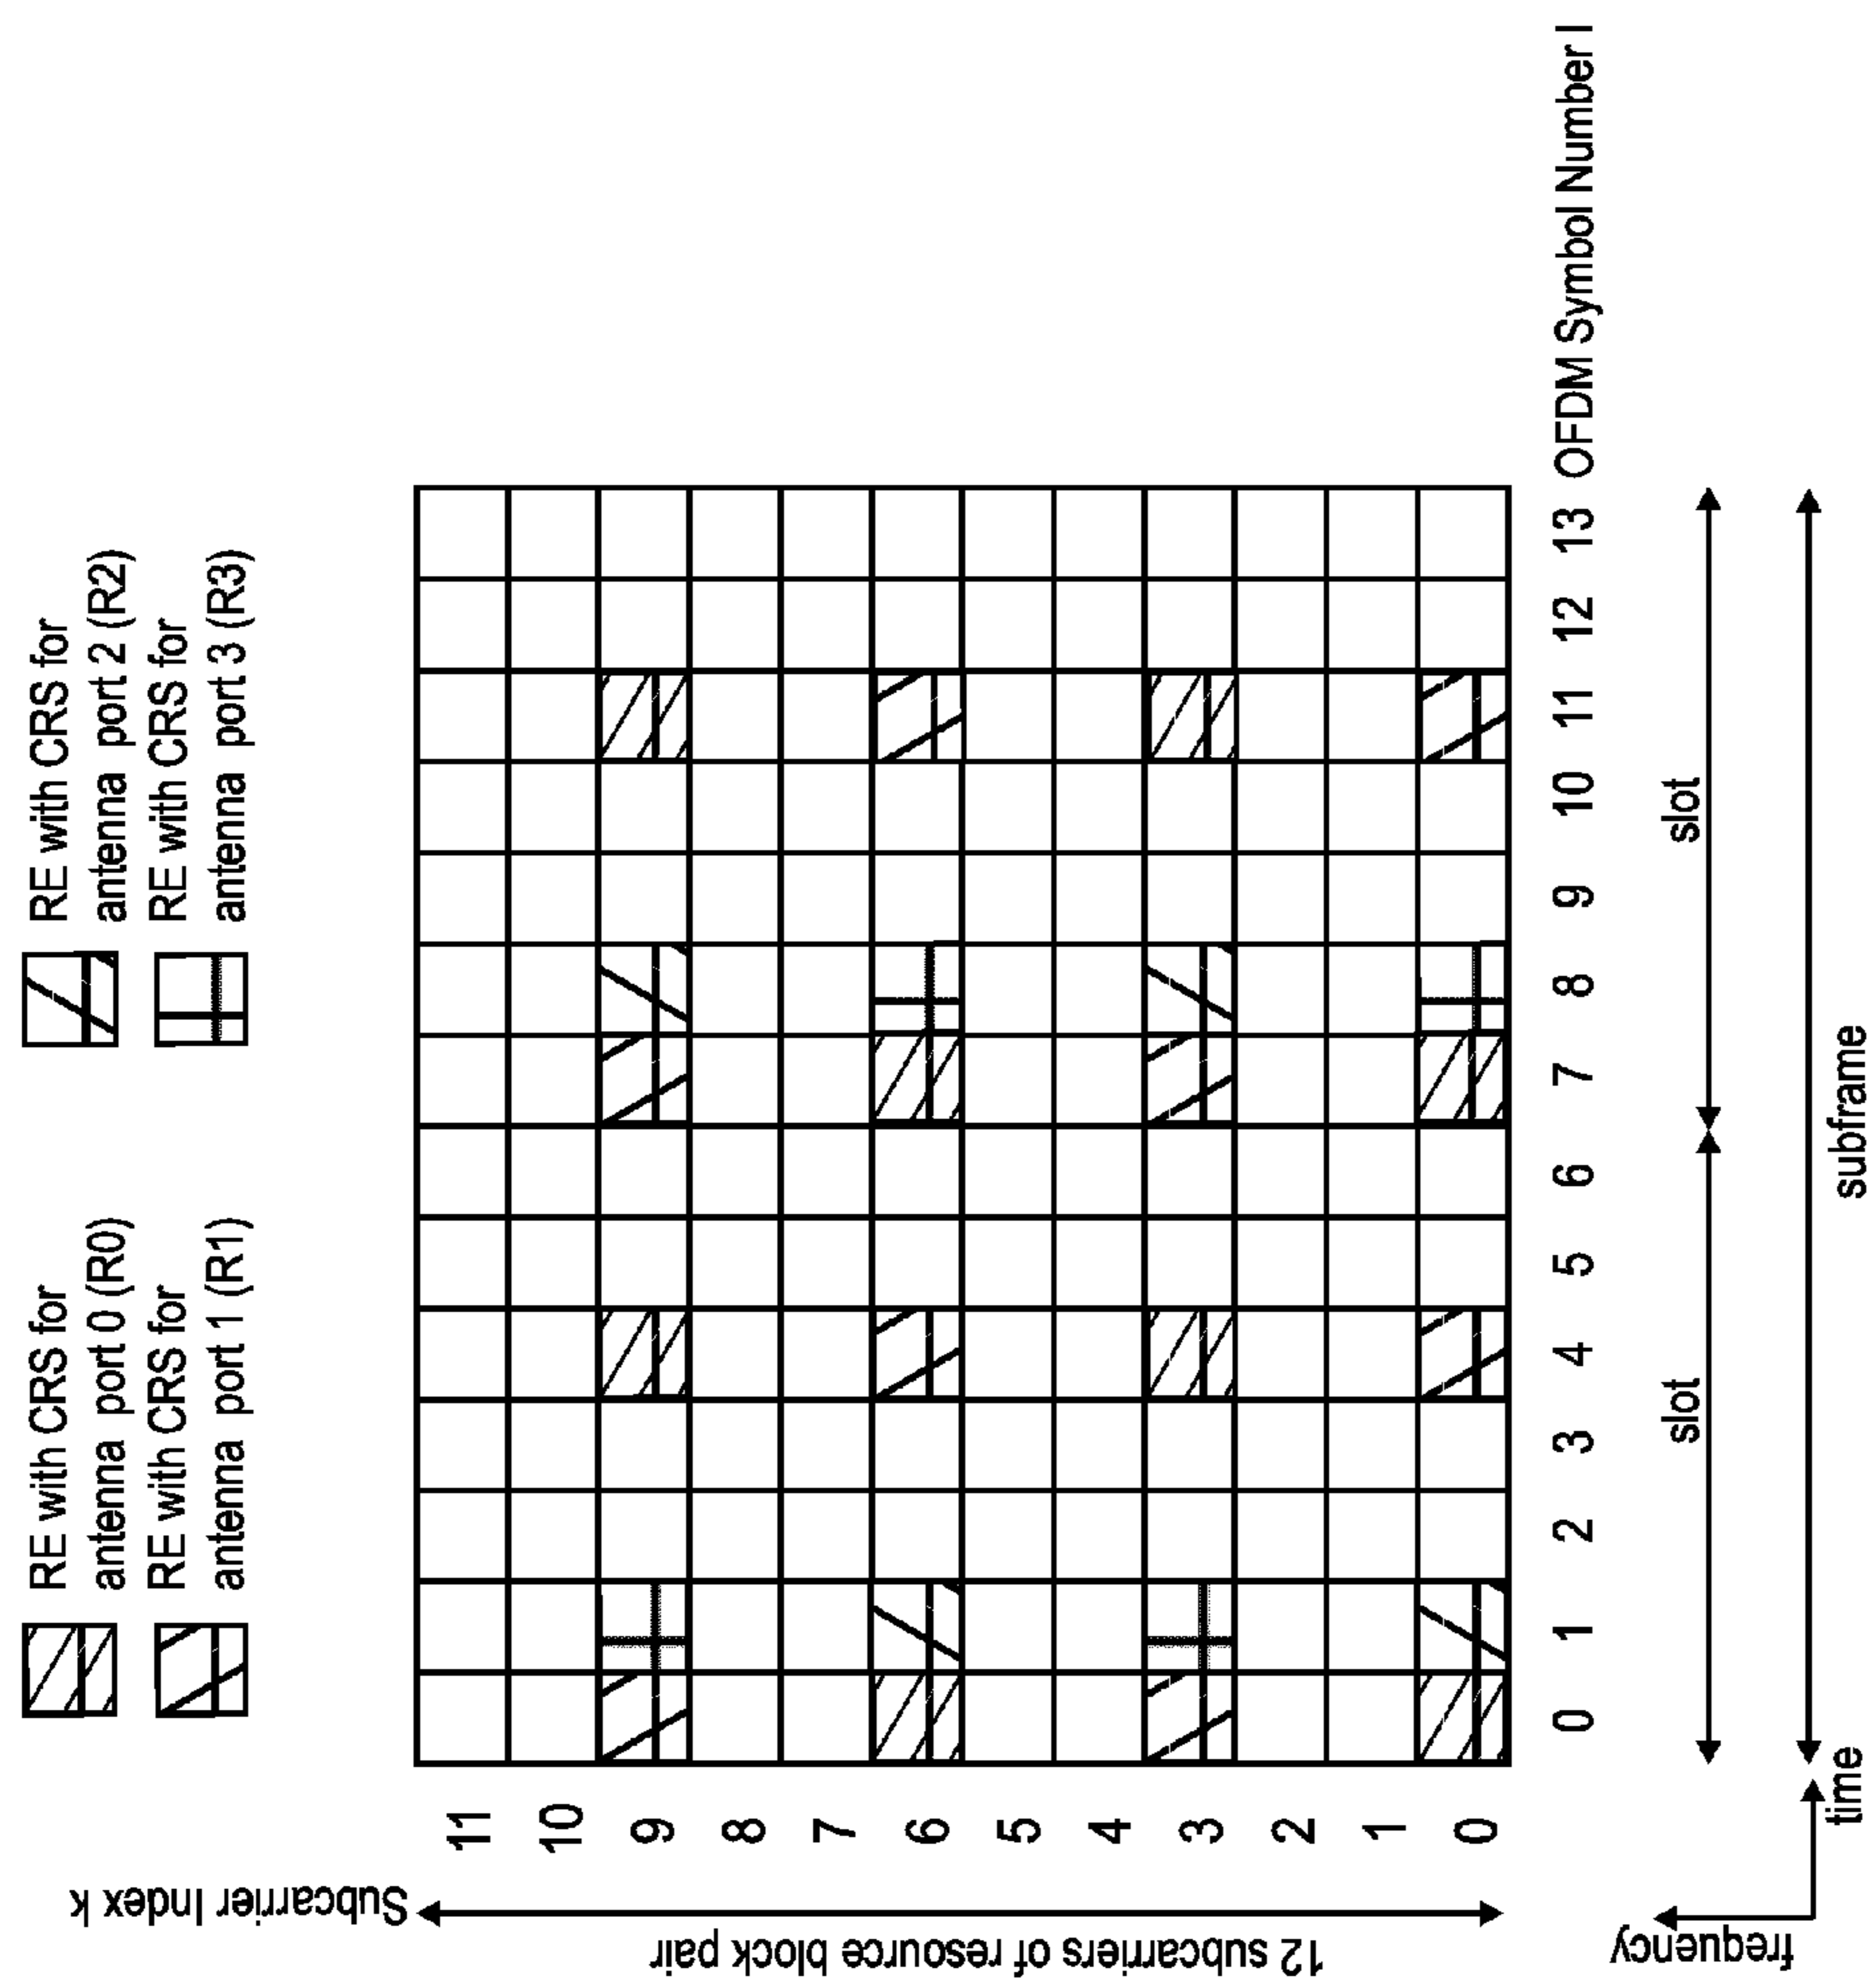 RE with CRS for
antenna port 0 (R0)
RE with CRS for
antenna port 1 (R1)
RE with CRS for
antenna port 2 (R2)
RE with CRS for
antenna port 3 (R3)
Subcarrier Index k
12 subcarriers of resource block pair
11
10
9
8
7
6
5
4
3
2
1
0
0 1 2 3 4 5 6 7 8 9 10 11 12 13 OFDM Symbol Number l
slot
slot
subframe
frequency
time